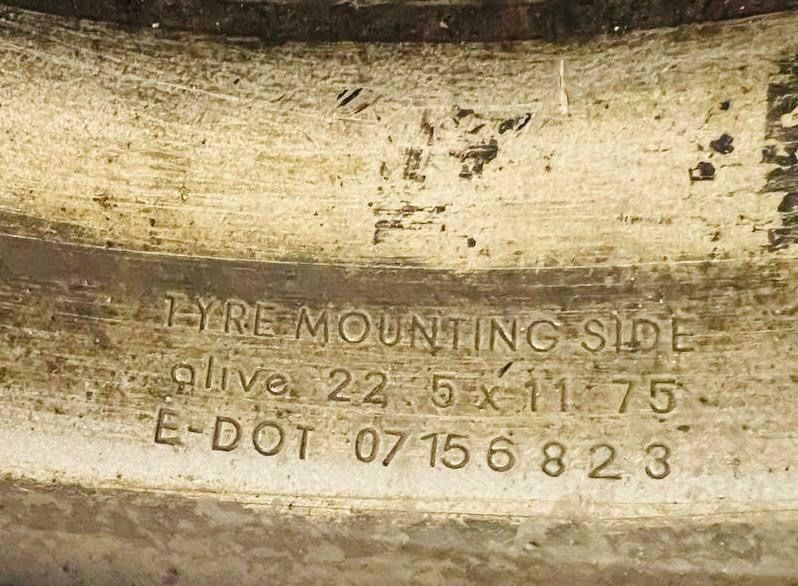 TYRE MOUNTING SIDE
alive 22.5x11.75
E-DOT 07156823